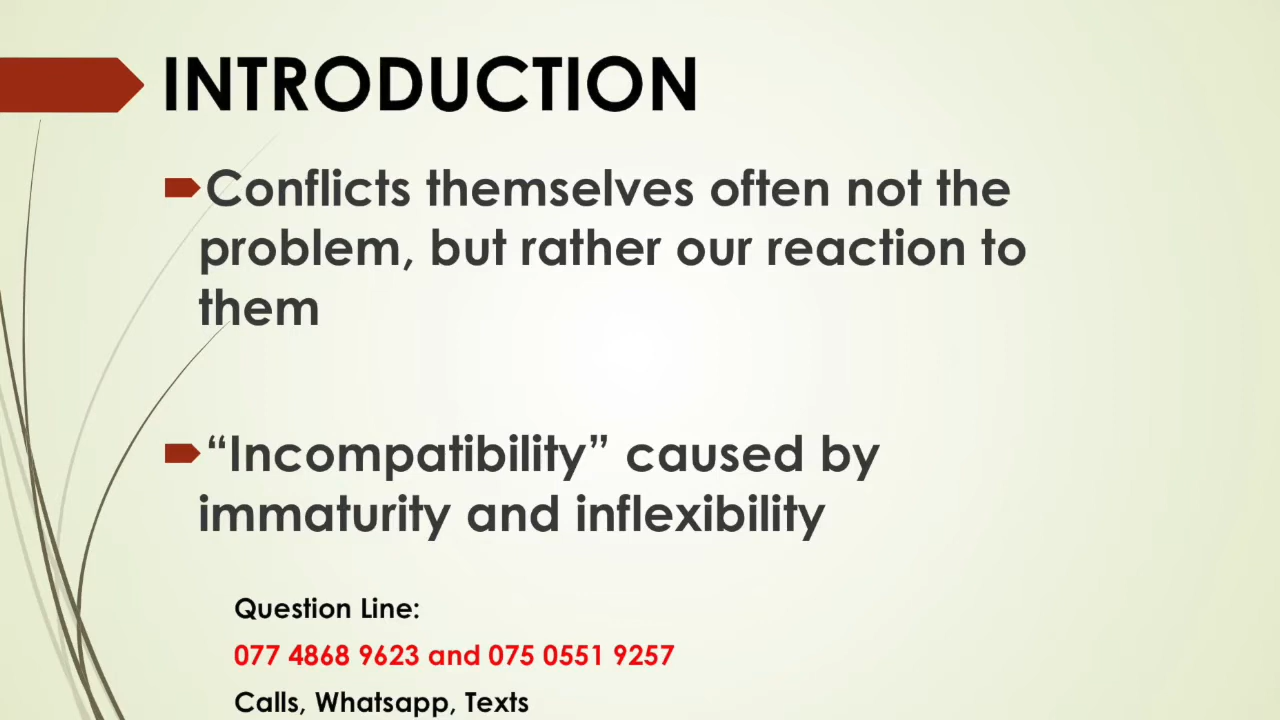 INTRODUCTION
Conflicts themselves often not the
problem, but rather our reaction to
them
“Incompatibility” caused by
immaturity and inflexibility
Question Line:
077 4868 9623 and 075 0551 9257
Calls, Whatsapp, Texts